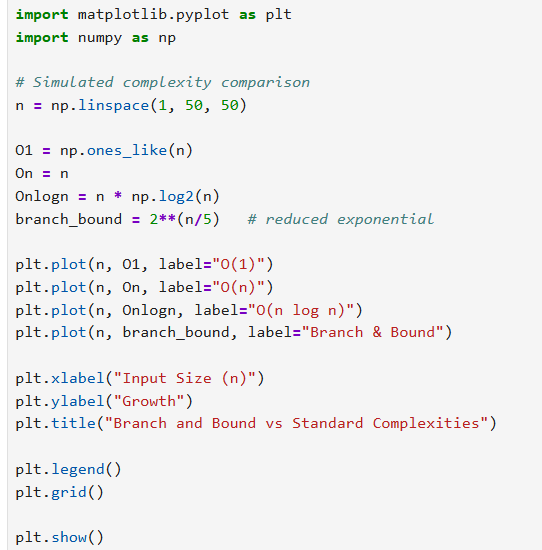 import matplotlib.pyplot as plt
import numpy as np
# Simulated complexity comparison
n = np.linspace(1, 50, 50)
O1 = np.ones_like(n)
On = n
Onlogn = n * np.log2(n)
branch_bound = 2**(n/5)   # reduced exponential
plt.plot(n, O1, label="O(1)")
plt.plot(n, On, label="O(n)")
plt.plot(n, Onlogn, label="O(n log n)")
plt.plot(n, branch_bound, label="Branch & Bound")
plt.xlabel("Input Size (n)")
plt.ylabel("Growth")
plt.title("Branch and Bound vs Standard Complexities")
plt.legend()
plt.grid()
plt.show()